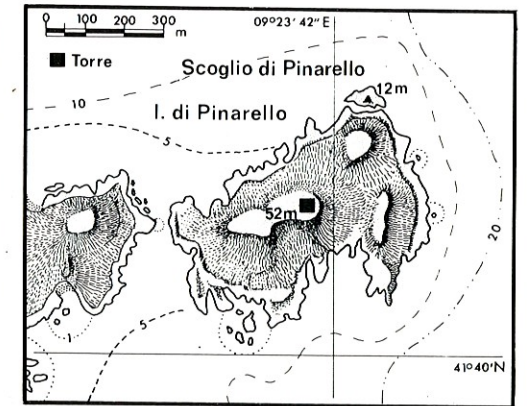 0 100 200 300
m
09°23'42"E
Torre
Scoglio di Pinarello
12m
10
I. di Pinarello
5
52m
20
5
41°40'N